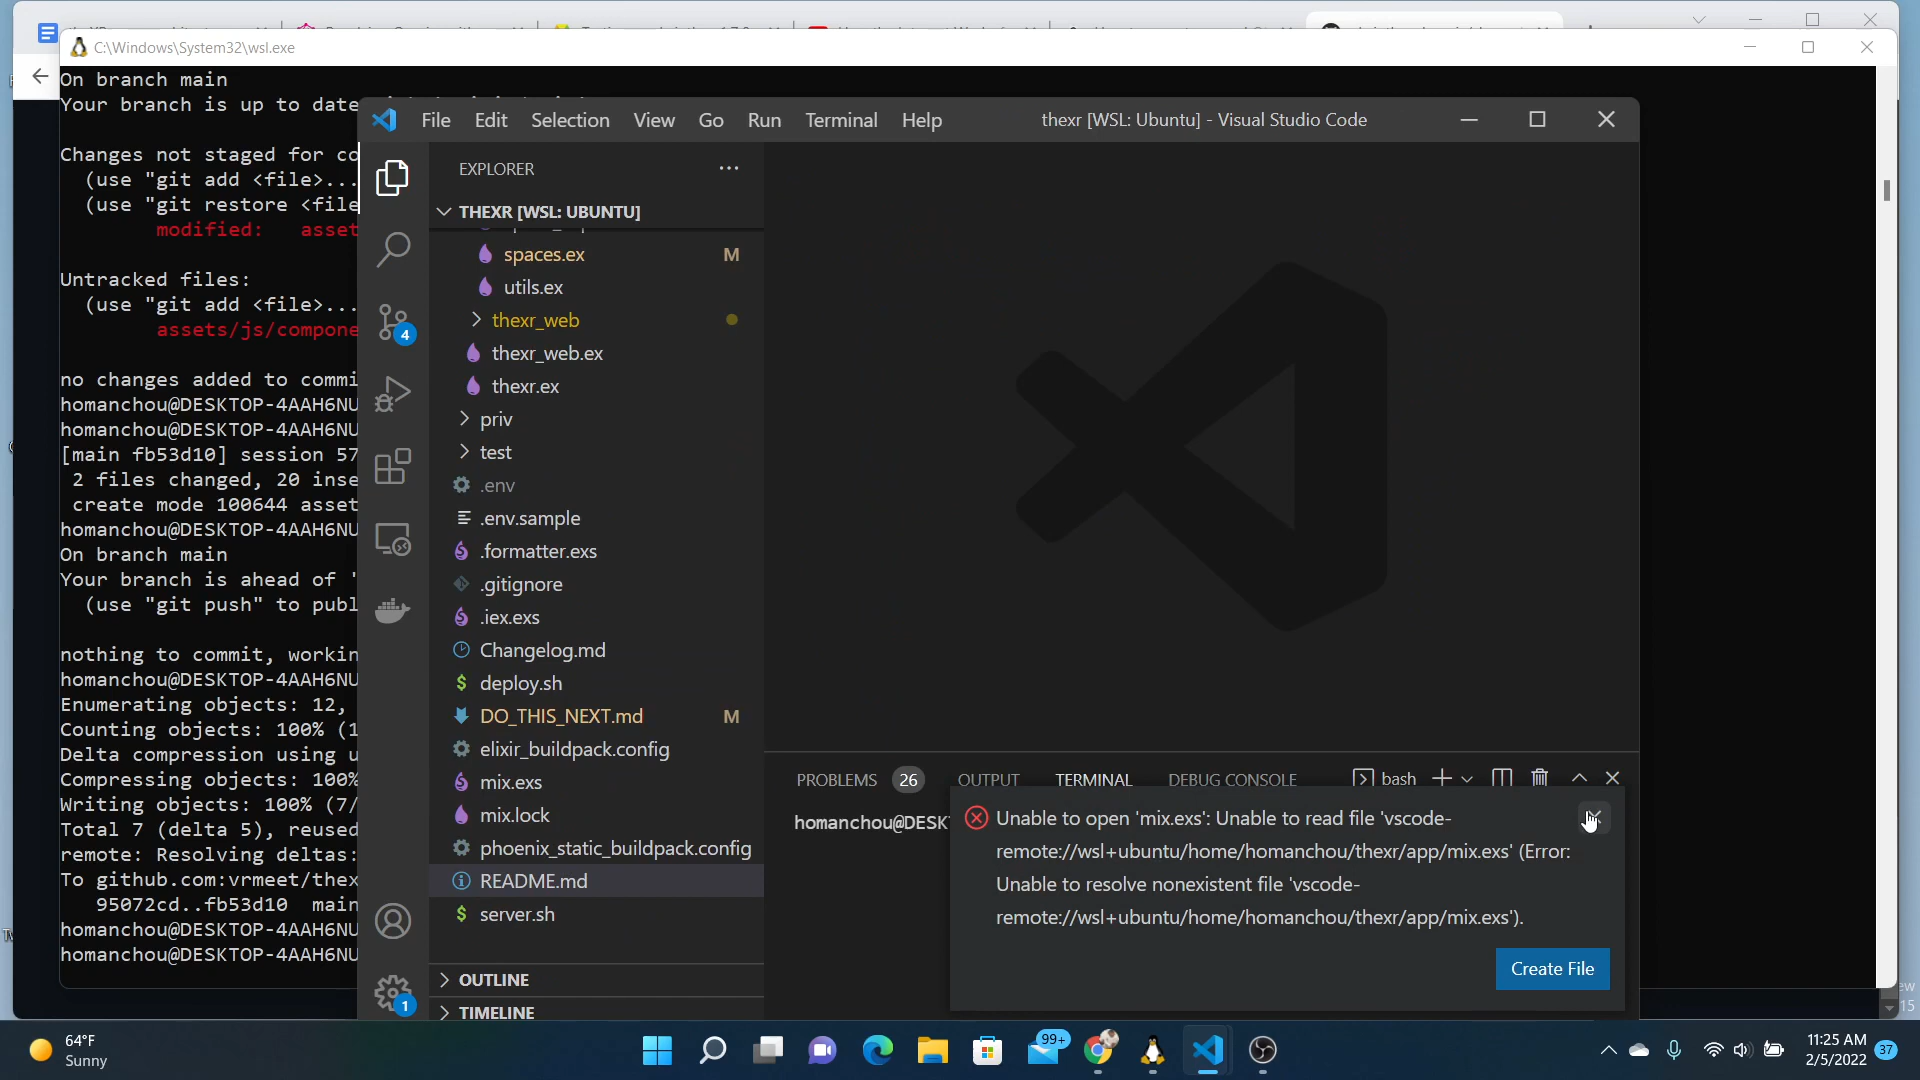 C:\Windows\System32\wsl.exe
On branch main
Your branch is up to date
Changes not staged for co
(use "git add <file>...
(use "git restore <file
modified: asset
Untracked files:
(use "git add <file>...
assets/js/compone
no changes added to commi
homanchou@DESKTOP-4AAH6NU
homanchou@DESKTOP-4AAH6NU
[main fb53d10] session 57
2 files changed, 20 inse
create mode 100644 asset
homanchou@DESKTOP-4AAH6NU
On branch main
Your branch is ahead of '
(use "git push" to publ
nothing to commit, workin
homanchou@DESKTOP-4AAH6NU
Enumerating objects: 12,
Counting objects: 100% (1
Delta compression using u
Compressing objects: 100%
Writing objects: 100% (7/
Total 7 (delta 5), reused
remote: Resolving deltas:
To github.com:vrmeet/thex
95072cd..fb53d10 main
homanchou@DESKTOP-4AAH6NU
homanchou@DESKTOP-4AAH6NU
File Edit Selection View Go Run Terminal Help
thexr [WSL: Ubuntu] - Visual Studio Code
EXPLORER
THEXR [WSL: UBUNTU]
spaces.ex M
utils.ex
thexr_web
thexr_web.ex
thexr.ex
priv
test
.env
.env.sample
.formatter.exs
.gitignore
.iex.exs
Changelog.md
deploy.sh
DO_THIS_NEXT.md M
elixir_buildpack.config
mix.exs
mix.lock
phoenix_static_buildpack.config
README.md
server.sh
OUTLINE
TIMELINE
4
1
PROBLEMS 26 OUTPUT TERMINAL DEBUG CONSOLE bash
homanchou@DESK
Unable to open 'mix.exs': Unable to read file 'vscode-
remote://wsl+ubuntu/home/homanchou/thexr/app/mix.exs' (Error:
Unable to resolve nonexistent file 'vscode-
remote://wsl+ubuntu/home/homanchou/thexr/app/mix.exs').
Create File
64°F
Sunny
99+
11:25 AM
2/5/2022
37